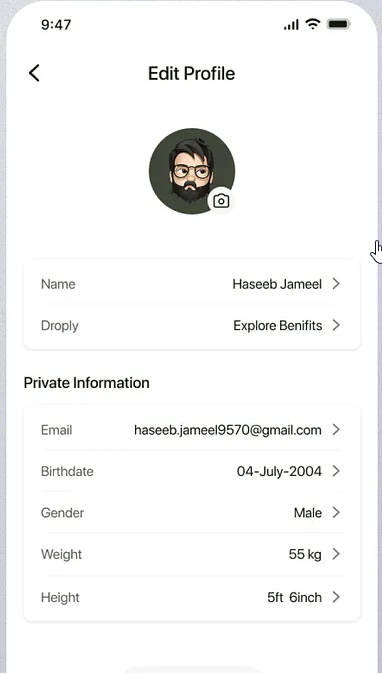 9:47
Edit Profile
Name Haseeb Jameel
Droply Explore Benifits
Private Information
Email haseeb.jameel9570@gmail.com
Birthdate 04-July-2004
Gender Male
Weight 55 kg
Height 5ft 6inch